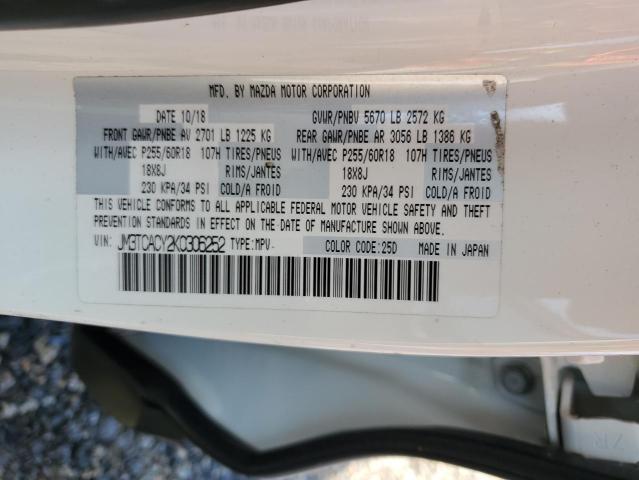 MFD. BY MAZDA MOTOR CORPORATION
DATE 10/18 GVWR/PNBV 5670 LB 2572 KG
FRONT GAWR/PNBE AV 2701 LB 1225 KG REAR GAWR/PNBE AR 3056 LB 1386 KG
WITH/AVEC P255/60R18 107H TIRES/PNEUS WITH/AVEC P255/60R18 107H TIRES/PNEUS
18X8J RIMS/JANTES 18X8J RIMS/JANTES
230 KPA/34 PSI COLD/A FROID 230 KPA/34 PSI COLD/A FROID
THIS VEHICLE CONFORMS TO ALL APPLICABLE FEDERAL MOTOR VEHICLE SAFETY AND THEFT
PREVENTION STANDARDS IN EFFECT ON THE DATE OF MANUFACTURE SHOWN ABOVE.
VIN: JM3TCACY2K0306252 TYPE:MPV COLOR CODE:25D MADE IN JAPAN